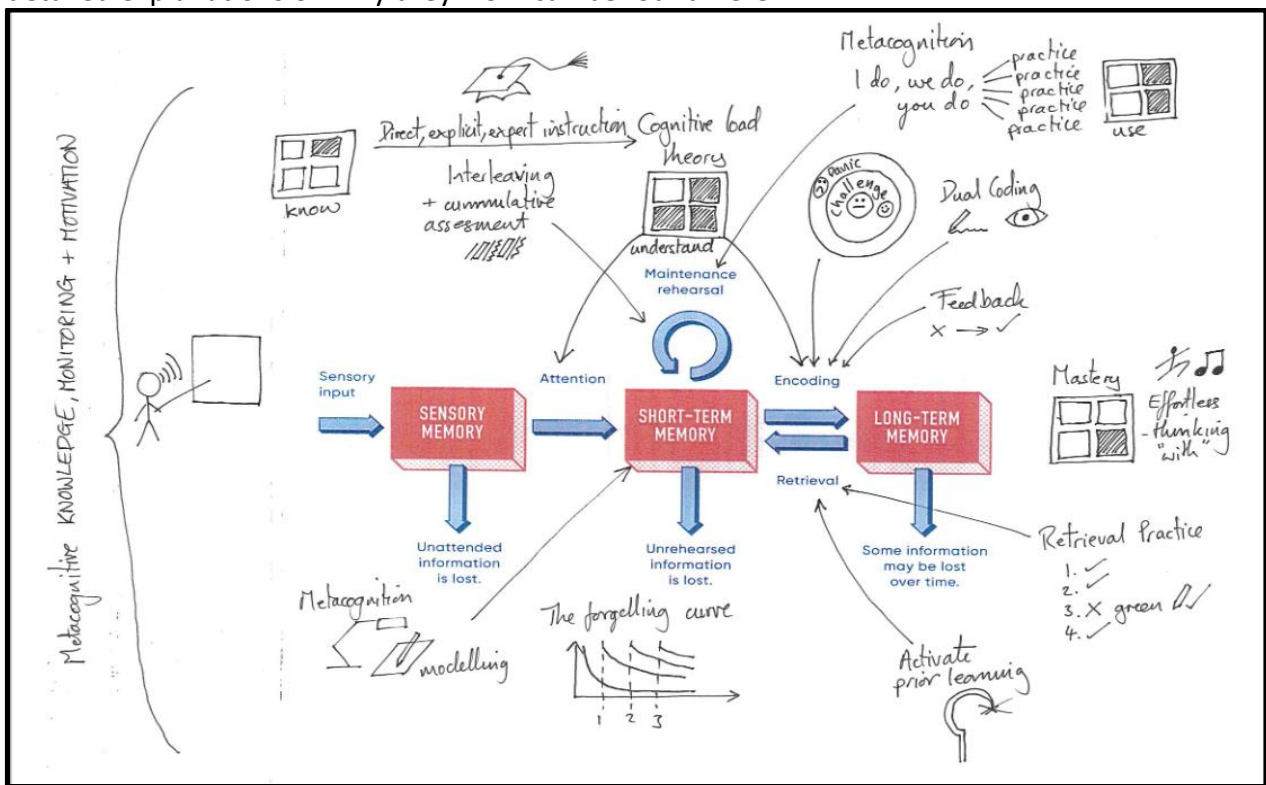 Metacognitive KNOWLEDGE, MONITORING + MOTIVATION
know
Direct, explicit, expert instruction
Interleaving
+ cummulative
assesment
Cognitive load
theory
understand
Metacognition
I do, we do,
you do
practice
practice
practice
practice
practice
use
Panic
Challenge
Dual Coding
Feedback
x → ✓
Maintenance
rehearsal
Sensory
input
SENSORY
MEMORY
Attention
SHORT-TERM
MEMORY
Encoding
Retrieval
LONG-TERM
MEMORY
Mastery
Effortless
- thinking
"with"
Unattended
information
is lost.
Unrehearsed
information
is lost.
Some information
may be lost
over time.
Metacognition
modelling
The forgetting curve
1 2 3
Activate
prior learning
Retrieval Practice
1. ✓
2. ✓
3. X green
4. ✓